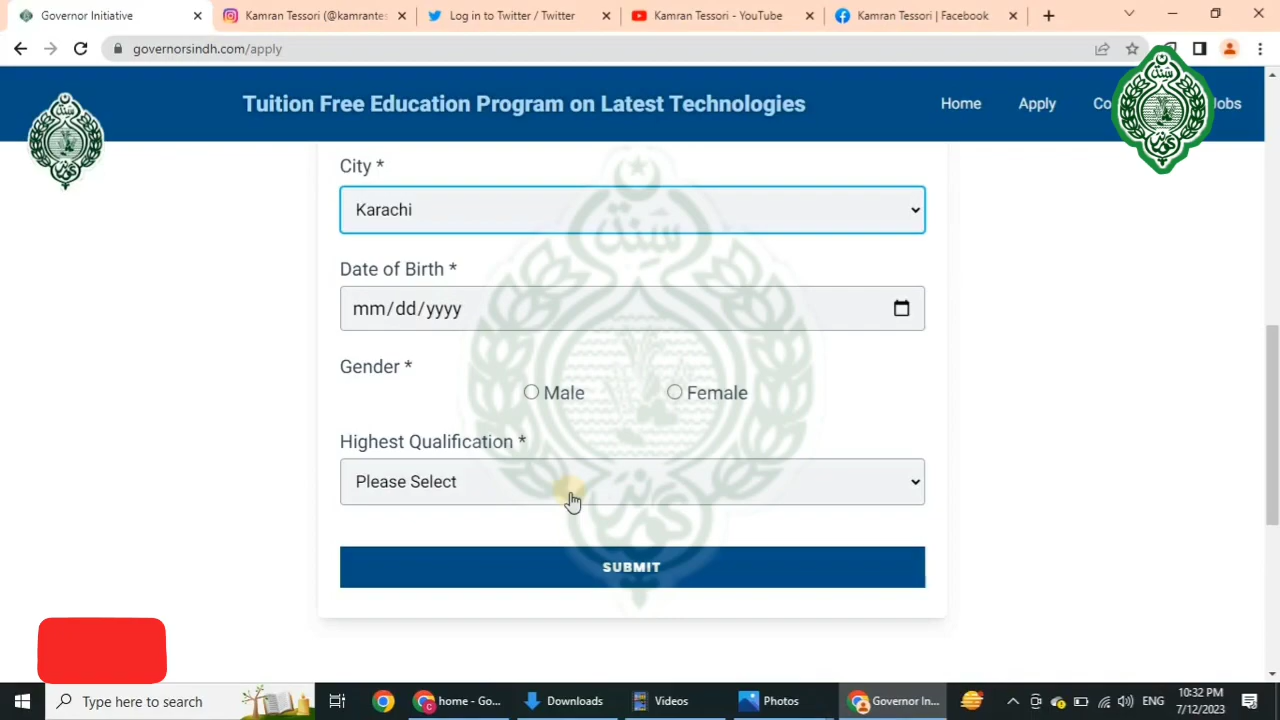 Governor Initiative
Kamran Tessori (@kamrantes
Log in to Twitter / Twitter
Kamran Tessori - YouTube
Kamran Tessori | Facebook
governorsindh.com/apply
Tuition Free Education Program on Latest Technologies
Home
Apply
Co
Jobs
City *
Karachi
Date of Birth *
mm/dd/yyyy
Gender *
Male
Female
Highest Qualification *
Please Select
SUBMIT
Type here to search
home - Go...
Downloads
Videos
Photos
Governor In...
ENG
10:32 PM
7/12/2023